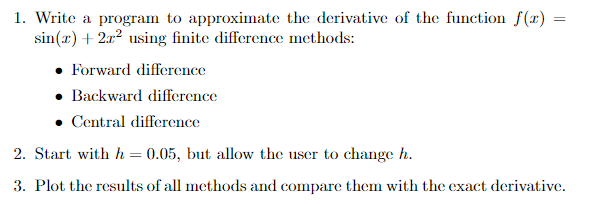 1. Write a program to approximate the derivative of the function f(x) =
sin(x) + 2x² using finite difference methods:
• Forward difference
• Backward difference
• Central difference
2. Start with h = 0.05, but allow the user to change h.
3. Plot the results of all methods and compare them with the exact derivative.